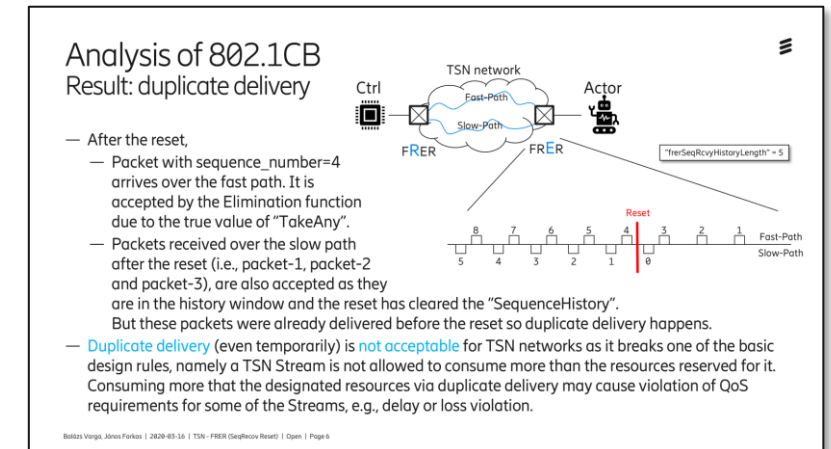 Analysis of 802.1CB
Result: duplicate delivery
— After the reset,
— Packet with sequence_number=4
arrives over the fast path. It is
accepted by the Elimination function
due to the true value of “TakeAny”.
— Packets received over the slow path
after the reset (i.e., packet-1, packet-2
and packet-3), are also accepted as they
are in the history window and the reset has cleared the “SequenceHistory”.
But these packets were already delivered before the reset so duplicate delivery happens.
— Duplicate delivery (even temporarily) is not acceptable for TSN networks as it breaks one of the basic
design rules, namely a TSN Stream is not allowed to consume more than the resources reserved for it.
Consuming more that the designated resources via duplicate delivery may cause violation of QoS
requirements for some of the Streams, e.g., delay or loss violation.
TSN network
Ctrl
Actor
Fast-Path
Slow-Path
FRER
FRER
"frerSeqRcvyHistoryLength" = 5
Reset
8 7 6 5 4 3 2 1 Fast-Path
Slow-Path
5 4 3 2 1 0
Balázs Varga, János Farkas | 2020-03-16 | TSN - FRER (SeqRecov Reset) | Open | Page 6